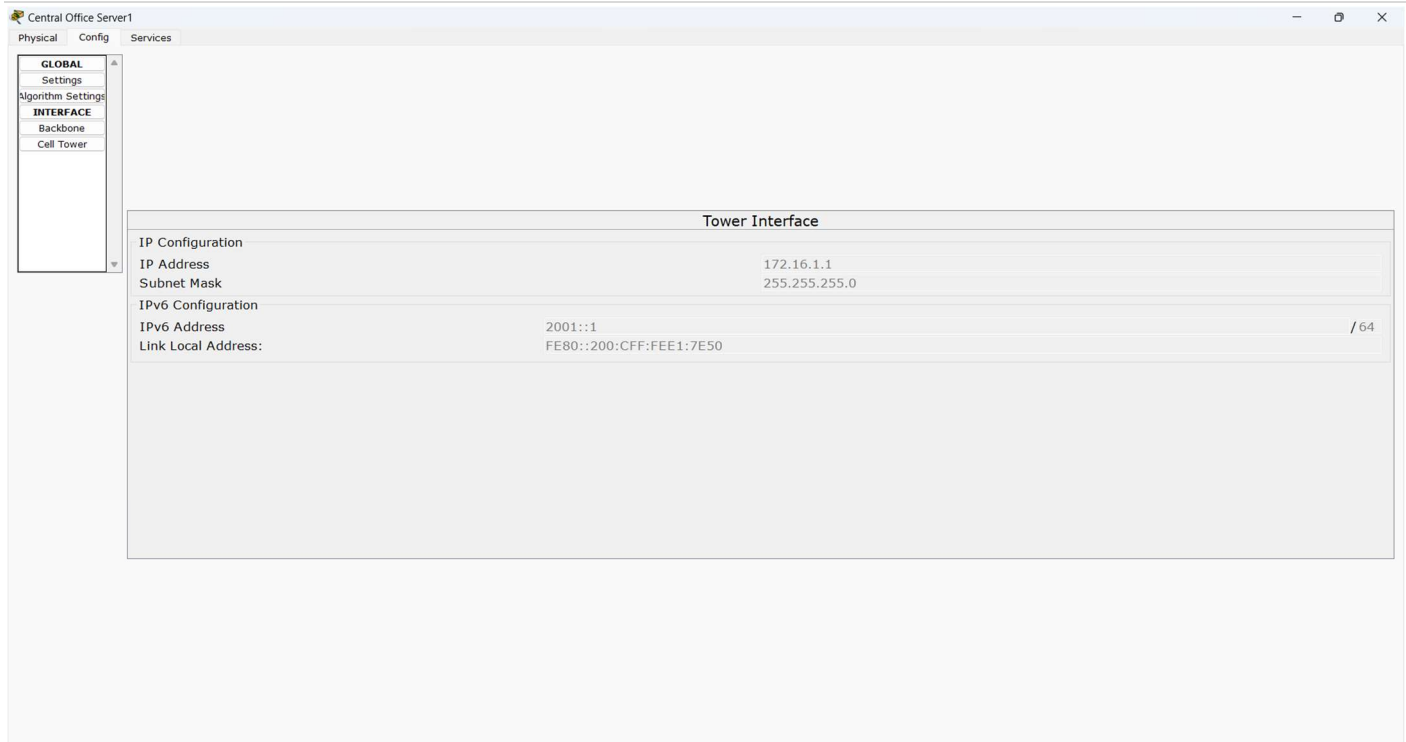 Central Office Server1
Physical Config Services
GLOBAL
Settings
Algorithm Settings
INTERFACE
Backbone
Cell Tower
Tower Interface
IP Configuration
IP Address 172.16.1.1
Subnet Mask 255.255.255.0
IPv6 Configuration
IPv6 Address 2001::1 / 64
Link Local Address: FE80::200:CFF:FEE1:7E50